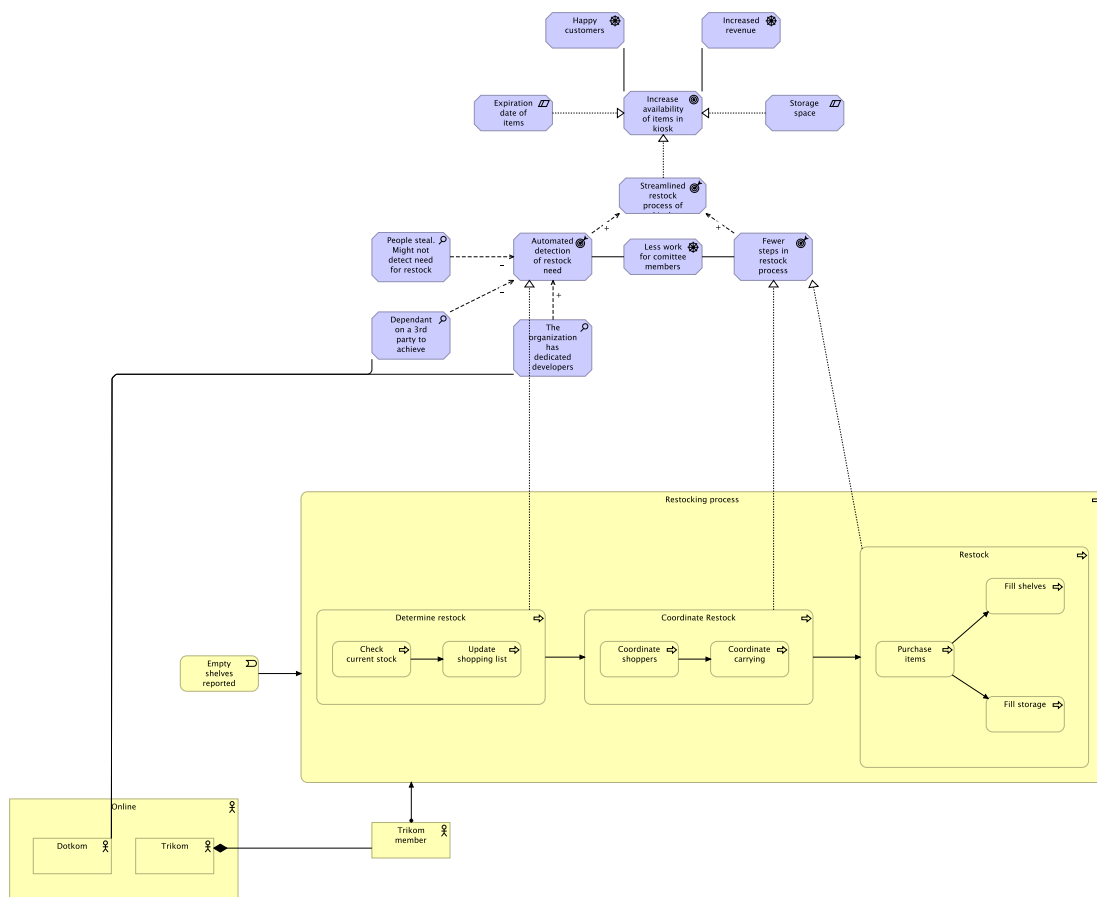 Happy
customers
Increased
revenue
Expiration
date of
items
Increase
availability
of items in
kiosk
Storage
space
Streamlined
restock
process of
People steal.
Might not
detect need
for restock
Automated
detection
of restock
need
Less work
for comittee
members
Fewer
steps in
restock
process
+
+
–
–
+
Dependant
on a 3rd
party to
achieve
The
organization
has
dedicated
developers
Restocking process
Restock
Fill shelves
Determine restock
Coordinate Restock
Check
current stock
Update
shopping list
Coordinate
shoppers
Coordinate
carrying
Purchase
items
Empty
shelves
reported
Fill storage
Online
Trikom
member
Dotkom
Trikom